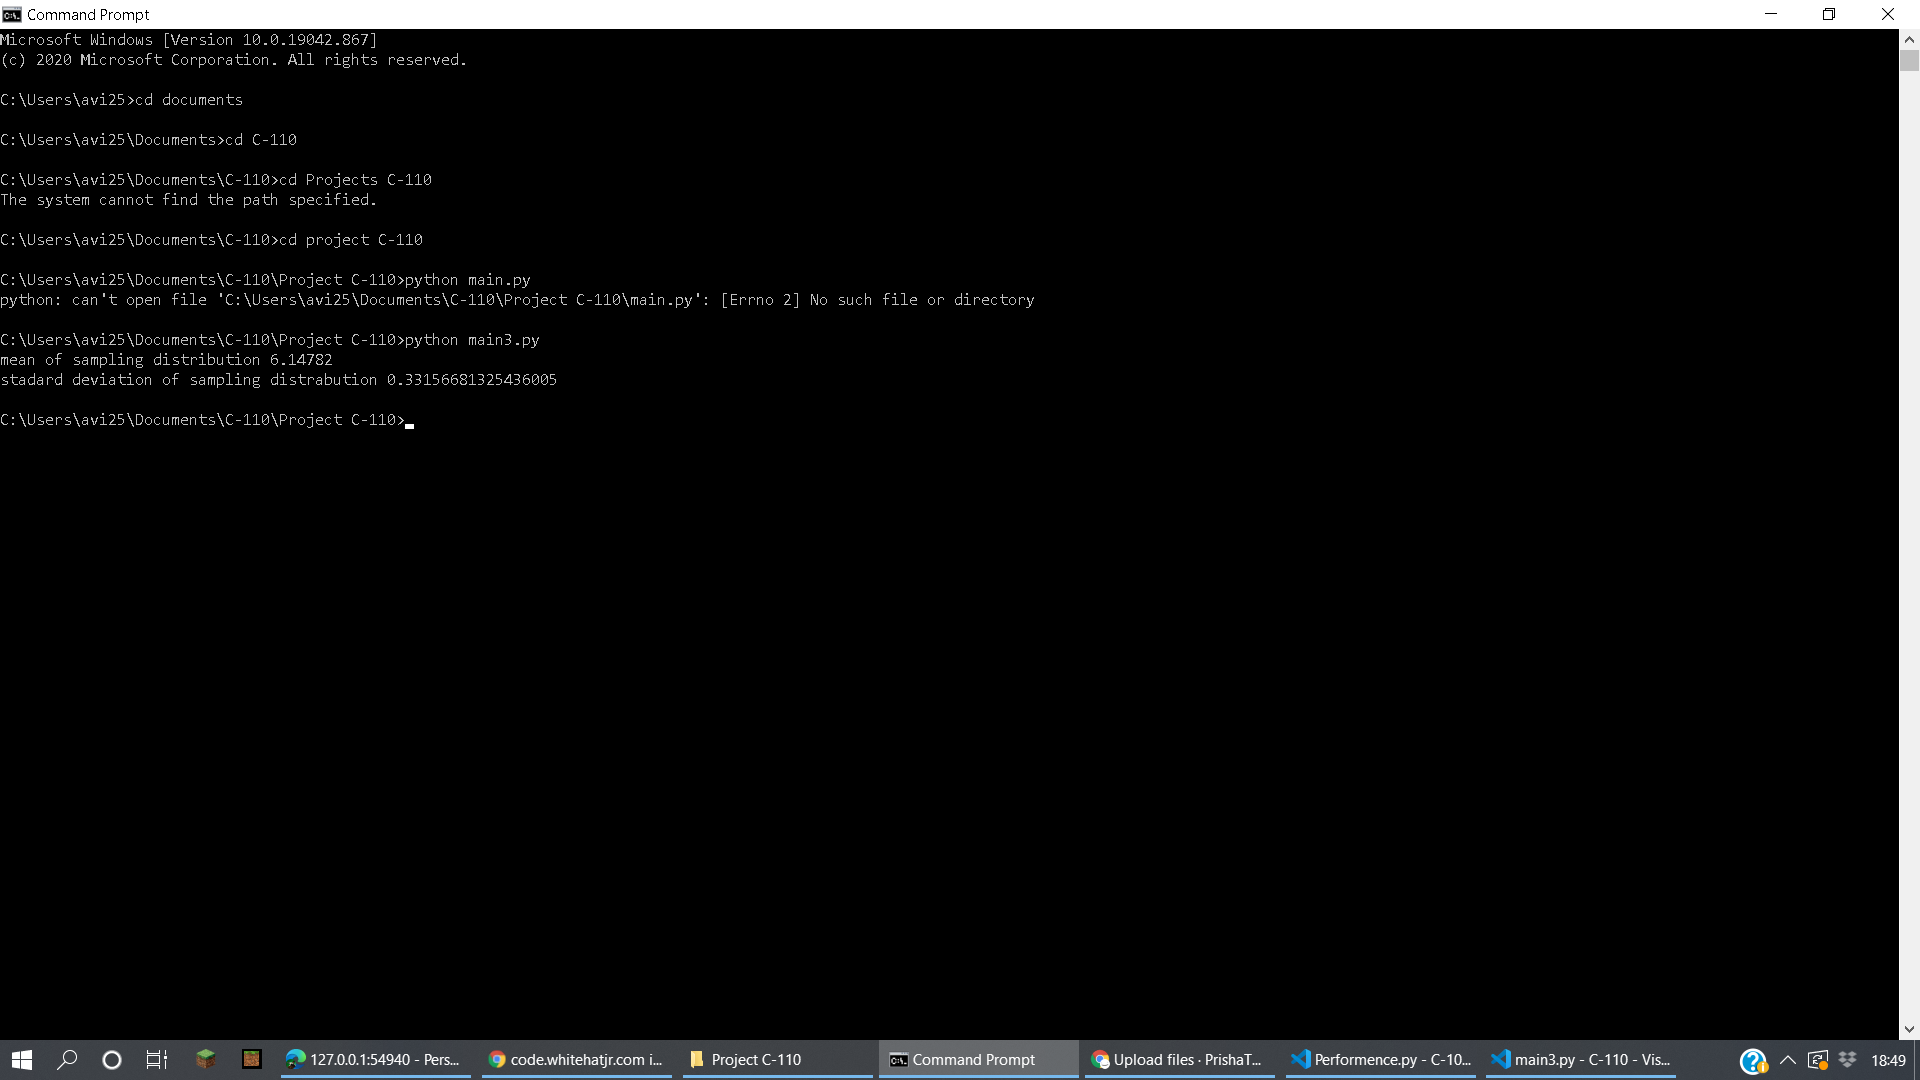 Command Prompt
Microsoft Windows [Version 10.0.19042.867]
(c) 2020 Microsoft Corporation. All rights reserved.
C:\Users\avi25>cd documents
C:\Users\avi25\Documents>cd C-110
C:\Users\avi25\Documents\C-110>cd Projects C-110
The system cannot find the path specified.
C:\Users\avi25\Documents\C-110>cd project C-110
C:\Users\avi25\Documents\C-110\Project C-110>python main.py
python: can't open file 'C:\Users\avi25\Documents\C-110\Project C-110\main.py': [Errno 2] No such file or directory
C:\Users\avi25\Documents\C-110\Project C-110>python main3.py
mean of sampling distribution 6.14782
stadard deviation of sampling distrabution 0.33156681325436005
C:\Users\avi25\Documents\C-110\Project C-110>
127.0.0.1:54940 - Pers... code.whitehatjr.com i... Project C-110 Command Prompt Upload files · PrishaT... Performence.py - C-10... main3.py - C-110 - Vis... 18:49